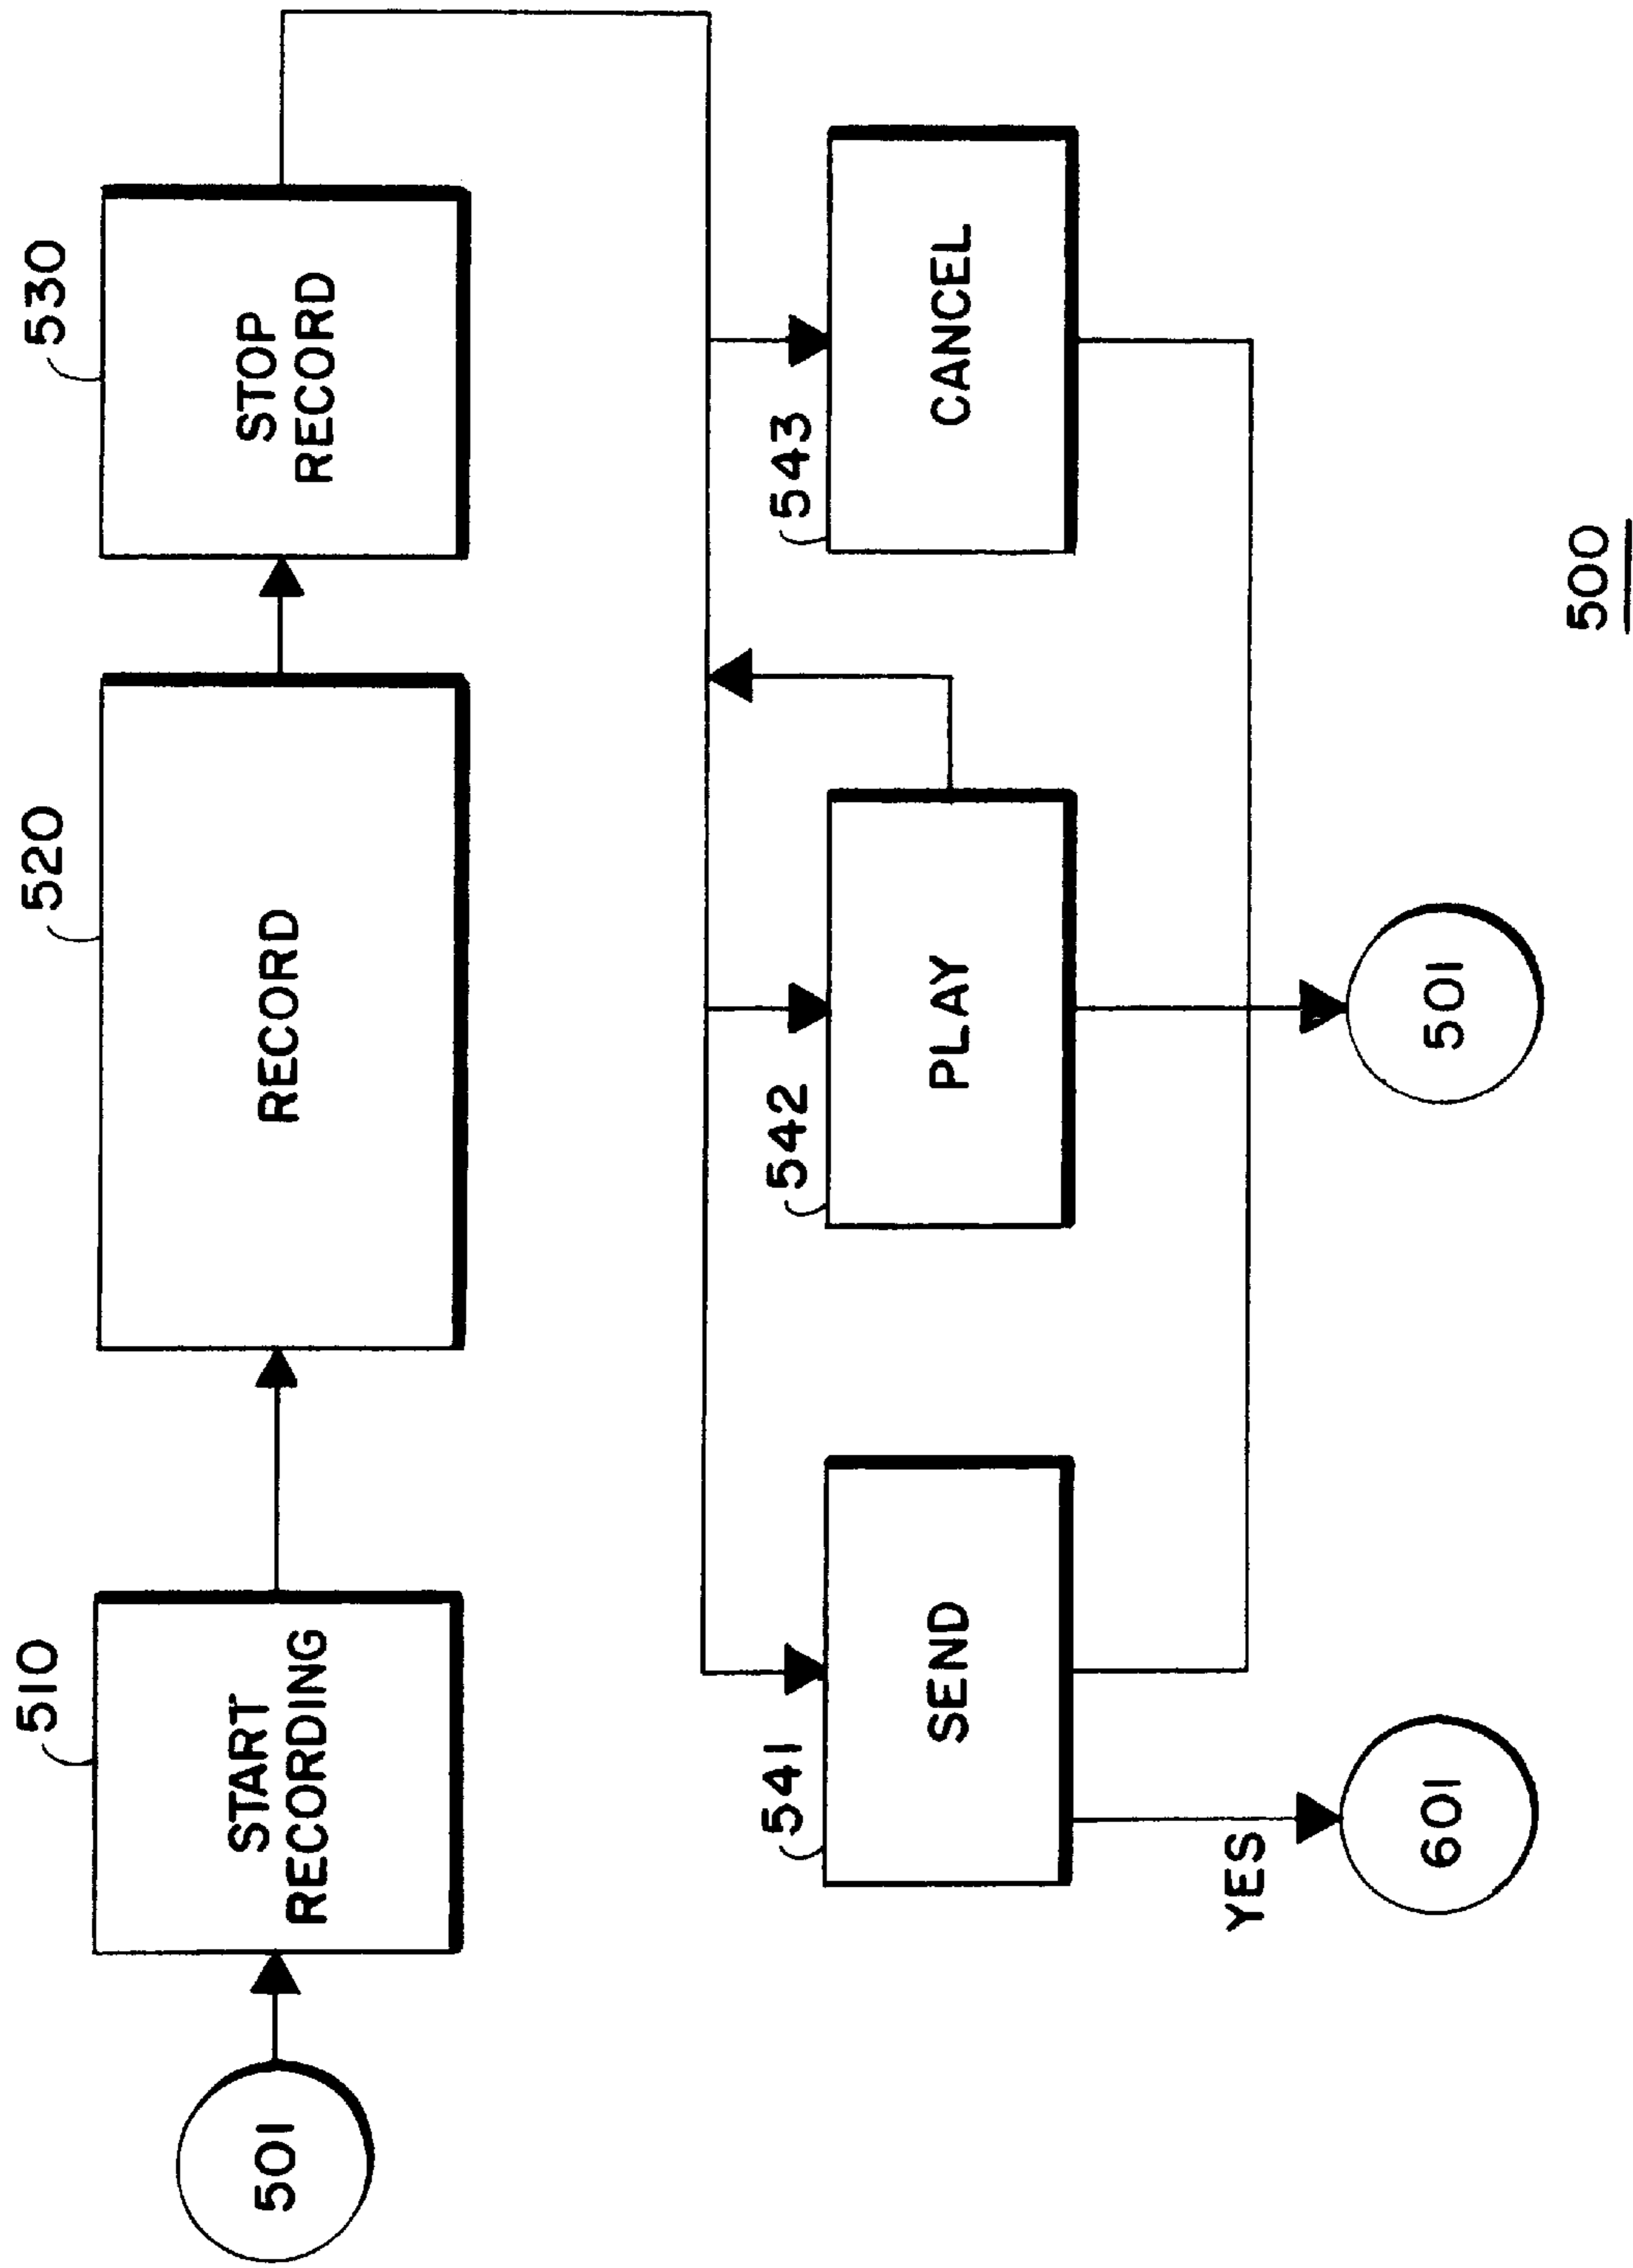 510
520
530
501
START
RECORDING
RECORD
STOP
RECORD
541
542
543
SEND
PLAY
CANCEL
YES
601
501
500